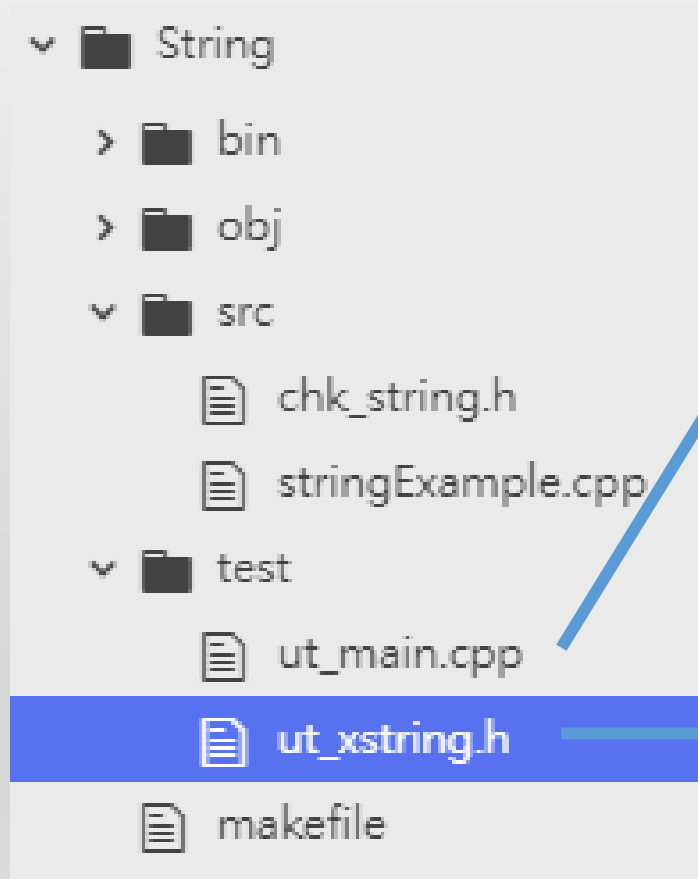 String
bin
obj
src
chk_string.h
stringExample.cpp
test
ut_main.cpp
ut_xstring.h
makefile